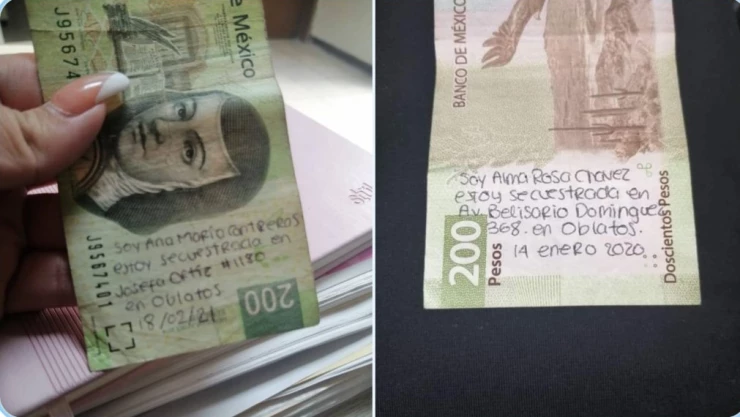 de México
J95674
J9567401
Soy Ana María Contreras
estoy secuestrada en
Josefa Ortiz #1180
en Oblatos
18/02/21
200
BANCO DE MÉXICO
Soy Alma Rosa Chavez
estoy secuestrada en
Av. Belisario Dominguez
368. en Oblatos.
14 enero 2020
200
Pesos
Doscientos Pesos